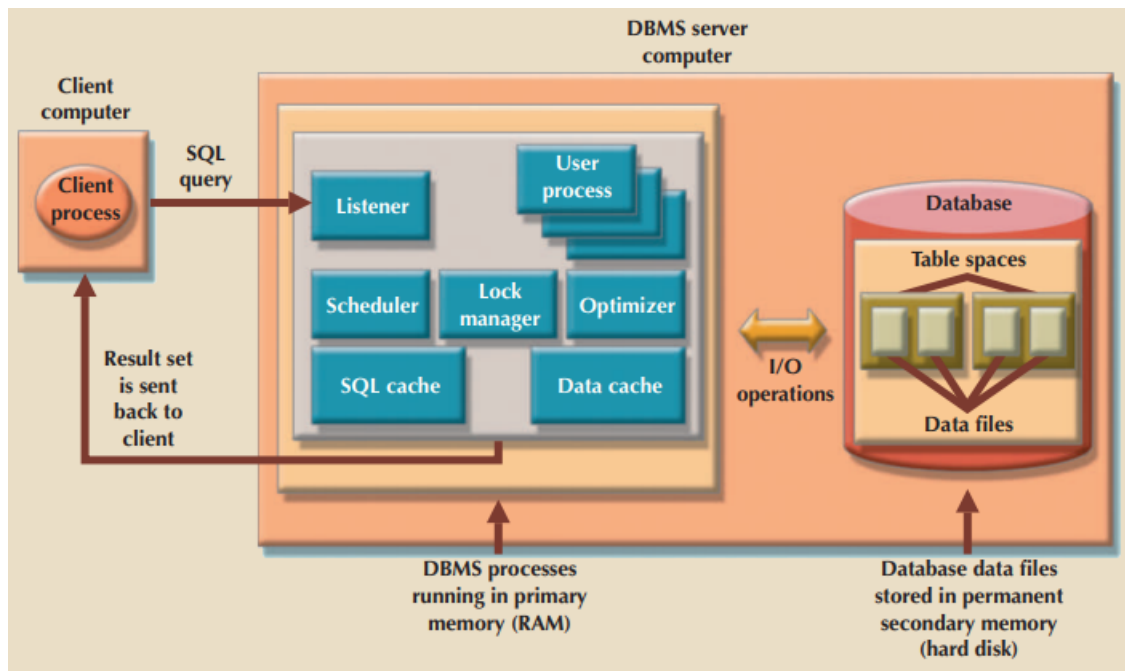 DBMS server
computer
Client
computer
SQL
query
Client
process
Listener
User
process
Database
Table spaces
Scheduler
Lock
manager
Optimizer
I/O
operations
Result set
is sent
back to
client
SQL cache
Data cache
Data files
DBMS processes
running in primary
memory (RAM)
Database data files
stored in permanent
secondary memory
(hard disk)